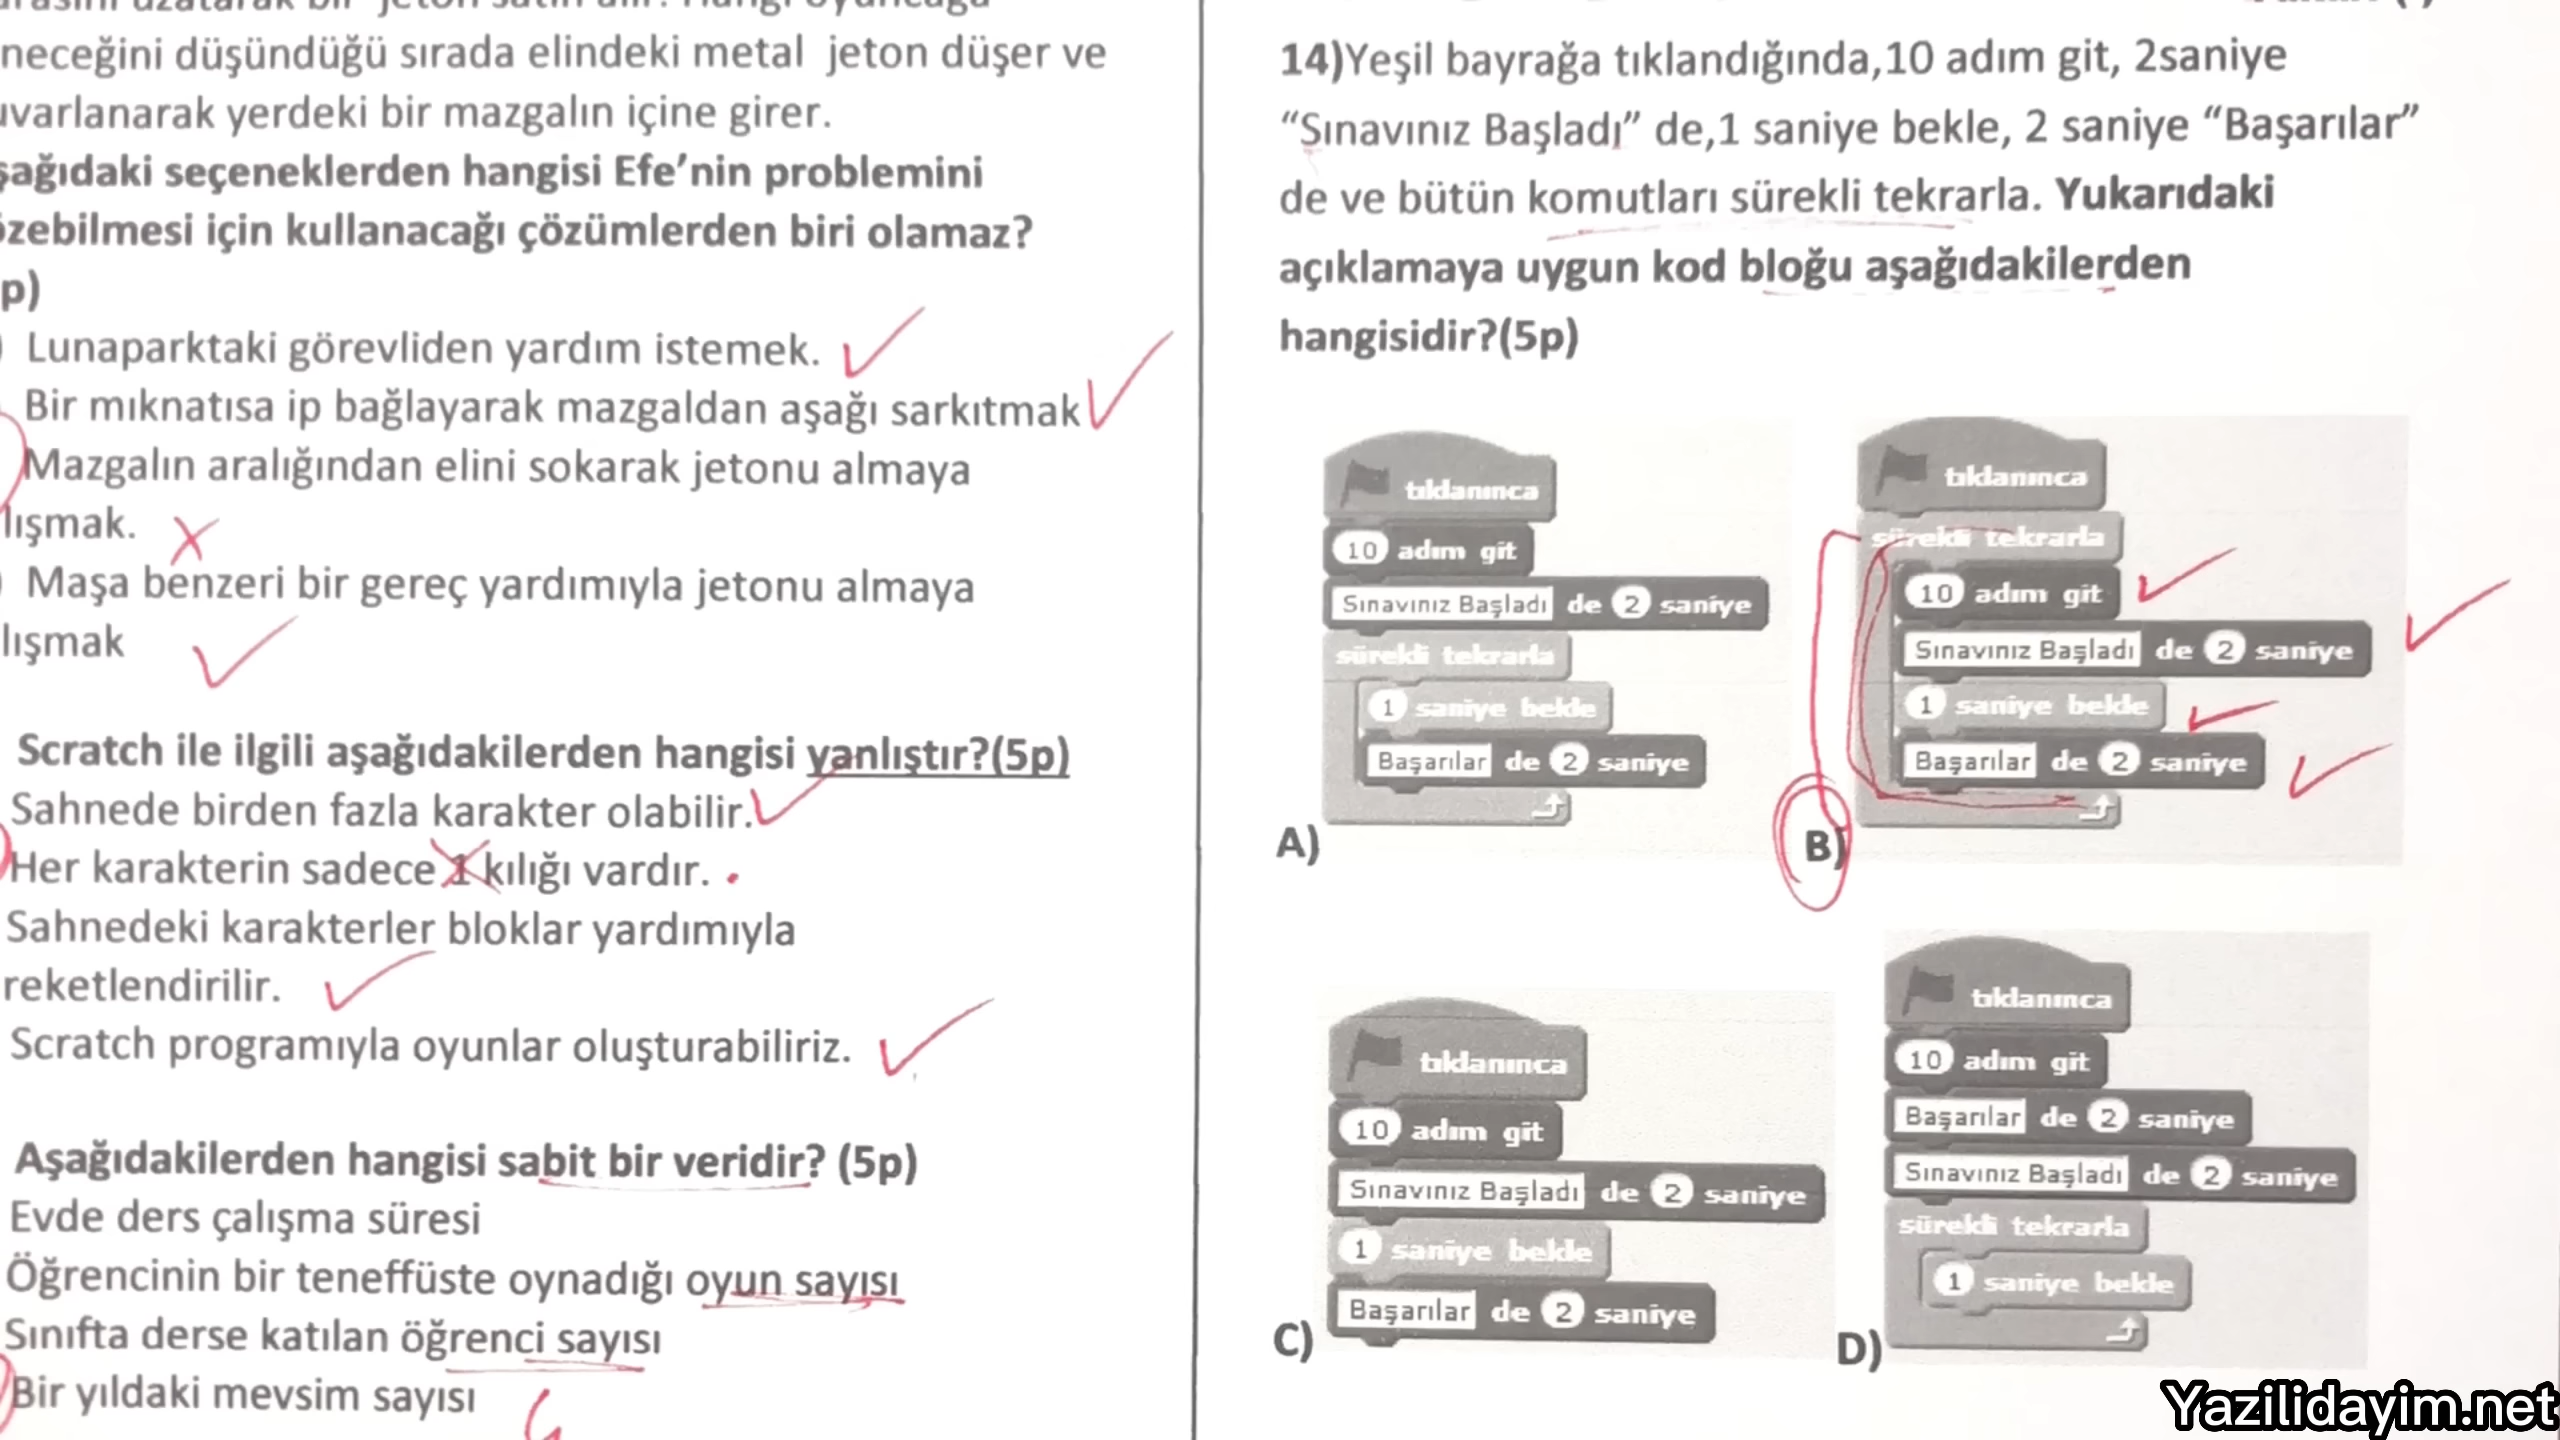 bir jeton satın alır. Hangi oyuncağa
neceğini düşündüğü sırada elindeki metal jeton düşer ve
uvarlanarak yerdeki bir mazgalın içine girer.
şağıdaki seçeneklerden hangisi Efe’nin problemini
özebilmesi için kullanacağı çözümlerden biri olamaz?
p)
Lunaparktaki görevliden yardım istemek.
Bir mıknatısa ip bağlayarak mazgaldan aşağı sarkıtmak
Mazgalın aralığından elini sokarak jetonu almaya
lışmak.
Maşa benzeri bir gereç yardımıyla jetonu almaya
lışmak
Scratch ile ilgili aşağıdakilerden hangisi yanlıştır?(5p)
Sahnede birden fazla karakter olabilir.
Her karakterin sadece 1 kılığı vardır.
Sahnedeki karakterler bloklar yardımıyla
reketlendirilir.
Scratch programıyla oyunlar oluşturabiliriz.
Aşağıdakilerden hangisi sabit bir veridir? (5p)
Evde ders çalışma süresi
Öğrencinin bir teneffüste oynadığı oyun sayısı
Sınıfta derse katılan öğrenci sayısı
Bir yıldaki mevsim sayısı
14)Yeşil bayrağa tıklandığında,10 adım git, 2saniye
“Sınavınız Başladı” de,1 saniye bekle, 2 saniye “Başarılar”
de ve bütün komutları sürekli tekrarla. Yukarıdaki
açıklamaya uygun kod bloğu aşağıdakilerden
hangisidir?(5p)
tıklanınca
10 adım git
Sınavınız Başladı de 2 saniye
sürekli tekrarla
1 saniye bekle
Başarılar de 2 saniye
A)
tıklanınca
sürekli tekrarla
10 adım git
Sınavınız Başladı de 2 saniye
1 saniye bekle
Başarılar de 2 saniye
B)
tıklanınca
10 adım git
Sınavınız Başladı de 2 saniye
1 saniye bekle
Başarılar de 2 saniye
C)
tıklanınca
10 adım git
Başarılar de 2 saniye
Sınavınız Başladı de 2 saniye
sürekli tekrarla
1 saniye bekle
D)
Yazilidayim.net